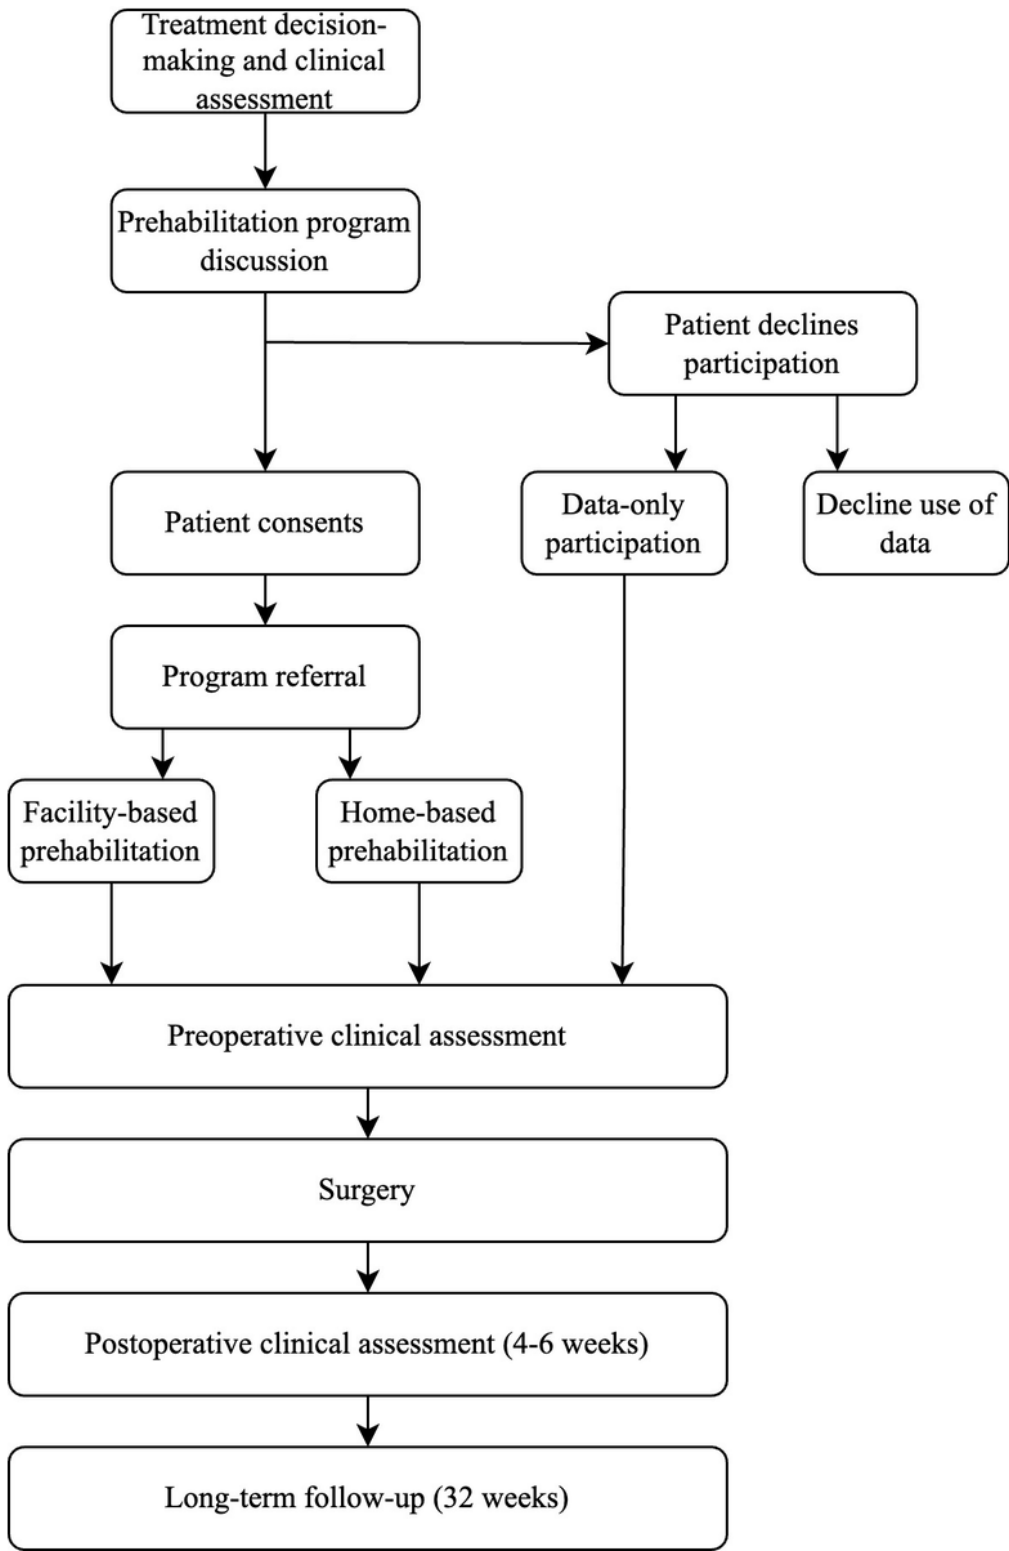 Treatment decision-
making and clinical
assessment
Prehabilitation program
discussion
Patient declines
participation
Patient consents
Data-only
participation
Decline use of
data
Program referral
Facility-based
prehabilitation
Home-based
prehabilitation
Preoperative clinical assessment
Surgery
Postoperative clinical assessment (4-6 weeks)
Long-term follow-up (32 weeks)